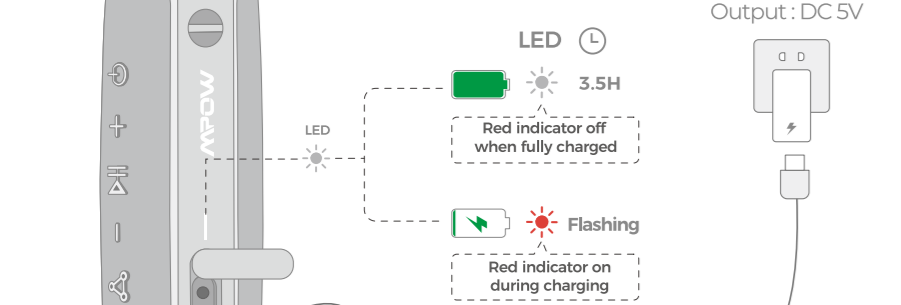 Output : DC 5V
LED
3.5H
Red indicator off
when fully charged
LED
MPOW
Flashing
Red indicator on
during charging